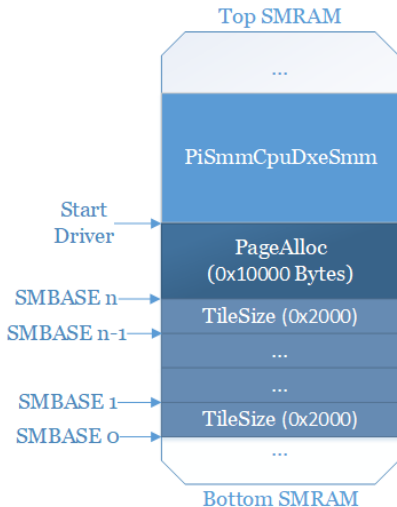 Top SMRAM
...
PiSmmCpuDxeSmm
Start
Driver
PageAlloc
(0x10000 Bytes)
SMBASE n
TileSize (0x2000)
SMBASE n-1
...
...
SMBASE 1
TileSize (0x2000)
SMBASE 0
...
Bottom SMRAM